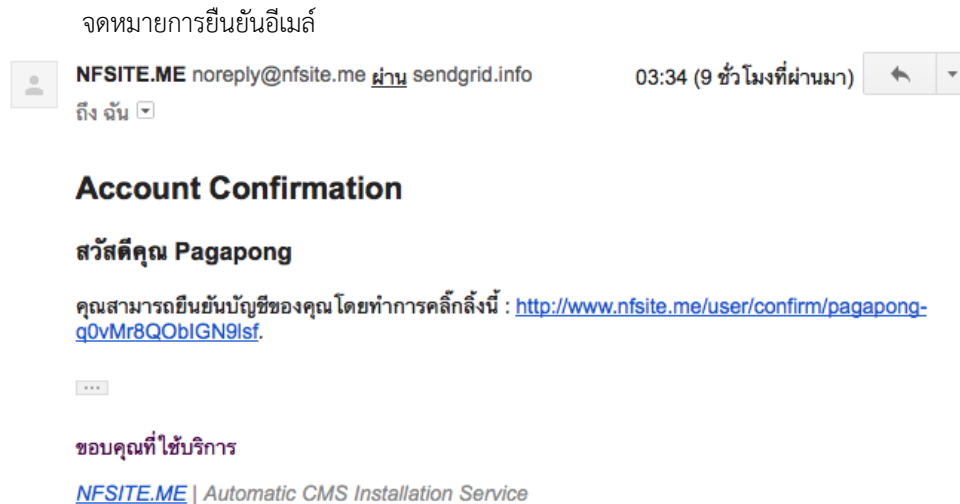 จดหมายการยืนยันอีเมล์
NFSITE.ME noreply@nfsite.me ผ่าน sendgrid.info 03:34 (9 ชั่วโมงที่ผ่านมา)
ถึง ฉัน
Account Confirmation
สวัสดีคุณ Pagapong
คุณสามารถยืนยันบัญชีของคุณโดยทำการคลิ๊กลิ้งนี้ : http://www.nfsite.me/user/confirm/pagapong-
q0vMr8QObIGN9lsf.
ขอบคุณที่ใช้บริการ
NFSITE.ME | Automatic CMS Installation Service